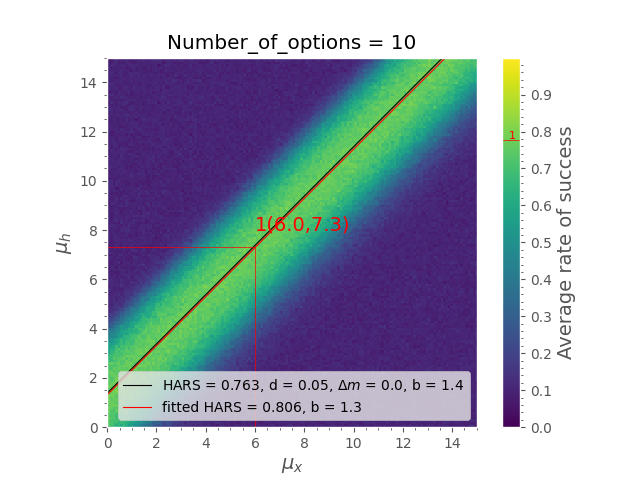 Number_of_options = 10
14
12
10
8
6
4
2
0
μh
1(6.0,7.3)
HARS = 0.763, d = 0.05, Δm = 0.0, b = 1.4
fitted HARS = 0.806, b = 1.3
0 2 4 6 8 10 12 14
μx
0.9
0.8
0.7
0.6
0.5
0.4
0.3
0.2
0.1
0.0
1
Average rate of success